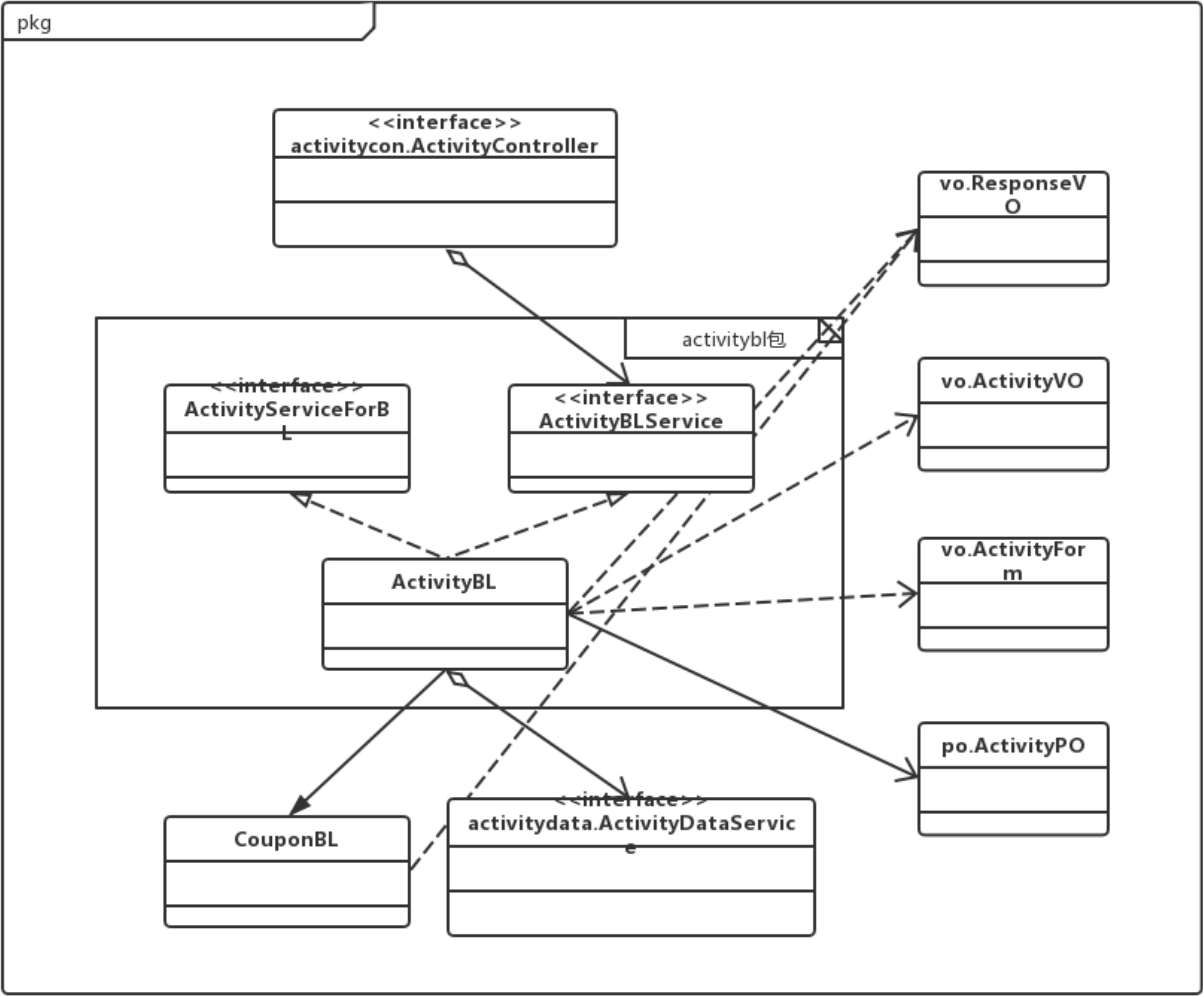 pkg
<<interface>>
activitycon.ActivityController
vo.ResponseV
O
activitybl包
vo.ActivityVO
<<interface>>
ActivityServiceForB
L
<<interface>>
ActivityBLService
vo.ActivityFor
m
ActivityBL
po.ActivityPO
CouponBL
<<interface>>
activitydata.ActivityDataServic
e